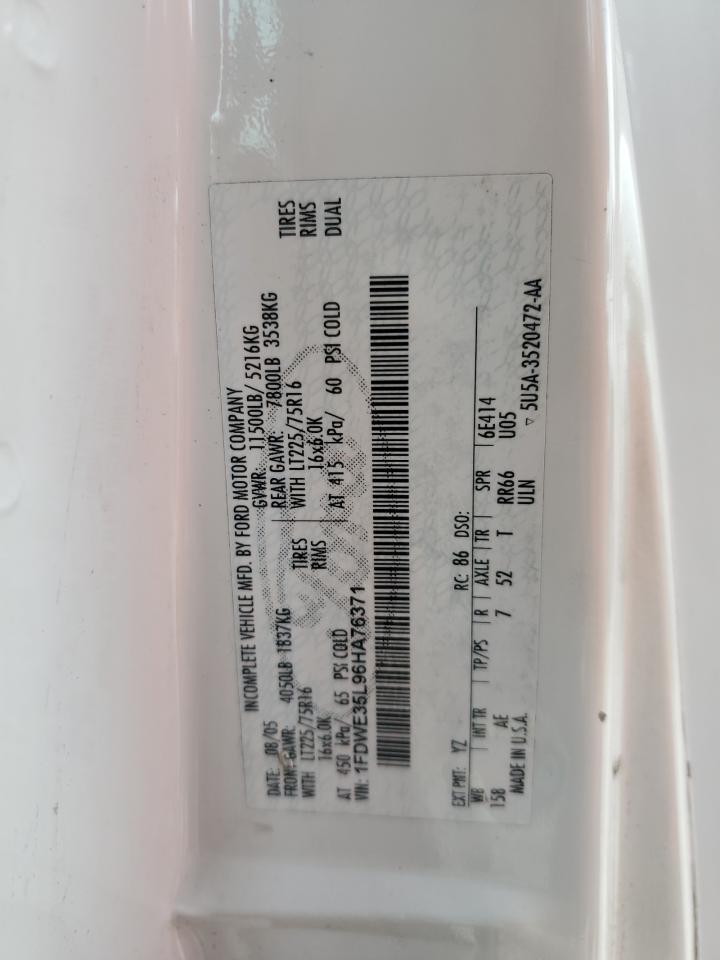 INCOMPLETE VEHICLE MFD. BY FORD MOTOR COMPANY
DATE: 08/05 GVWR: 11500LB/ 5216KG
FRONT GAWR: 4050LB 1837KG REAR GAWR: 7800LB 3538KG
WITH LT225/75R16 TIRES WITH LT225/75R16 TIRES
16x6.0K RIMS 16x6.0K RIMS
AT 450 kPa/ 65 PSI COLD AT 415 kPa/ 60 PSI COLD DUAL
VIN: 1FDWE35L96HA76371
EXT PNT: YZ RC: 86 DSO:
WB INT TR TP/PS R AXLE TR SPR
158 AE 7 52 T RR66 6E414
ULN U05
MADE IN U.S.A. ▽ 5U5A-3520472-AA